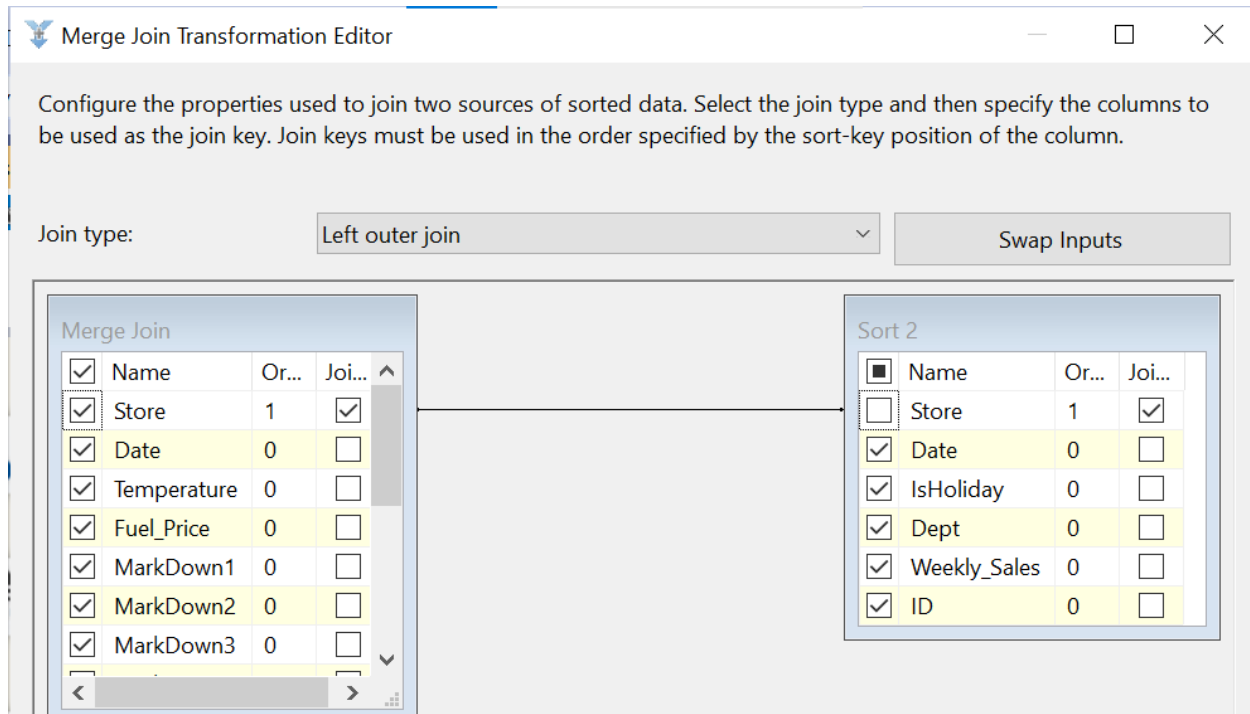 Merge Join Transformation Editor
Configure the properties used to join two sources of sorted data. Select the join type and then specify the columns to
be used as the join key. Join keys must be used in the order specified by the sort-key position of the column.
Join type:
Left outer join
Swap Inputs
Merge Join
Name Or... Joi...
Store 1
Date 0
Temperature 0
Fuel_Price 0
MarkDown1 0
MarkDown2 0
MarkDown3 0
Sort 2
Name Or... Joi...
Store 1
Date 0
IsHoliday 0
Dept 0
Weekly_Sales 0
ID 0